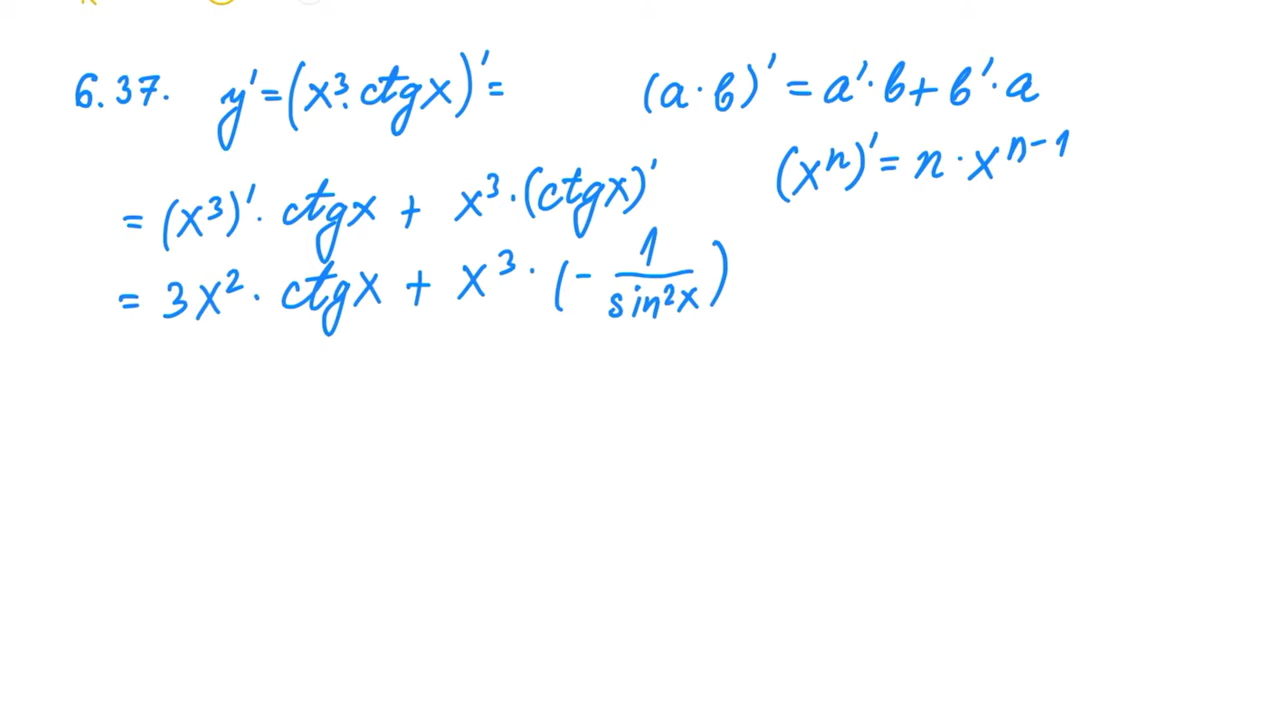 6.37. y' = (x³ · ctgx)' = (a · b)' = a' · b + b' · a
(xⁿ)' = n · xⁿ⁻¹
= (x³)' · ctgx + x³ · (ctgx)'
= 3x² · ctgx + x³ · (- 1/sin²x)